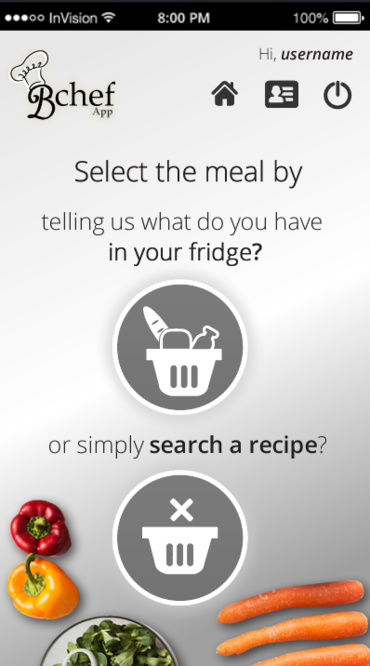 InVision 8:00 PM 100%
Hi, username
Bchef
App
Select the meal by
telling us what do you have
in your fridge?
or simply search a recipe?